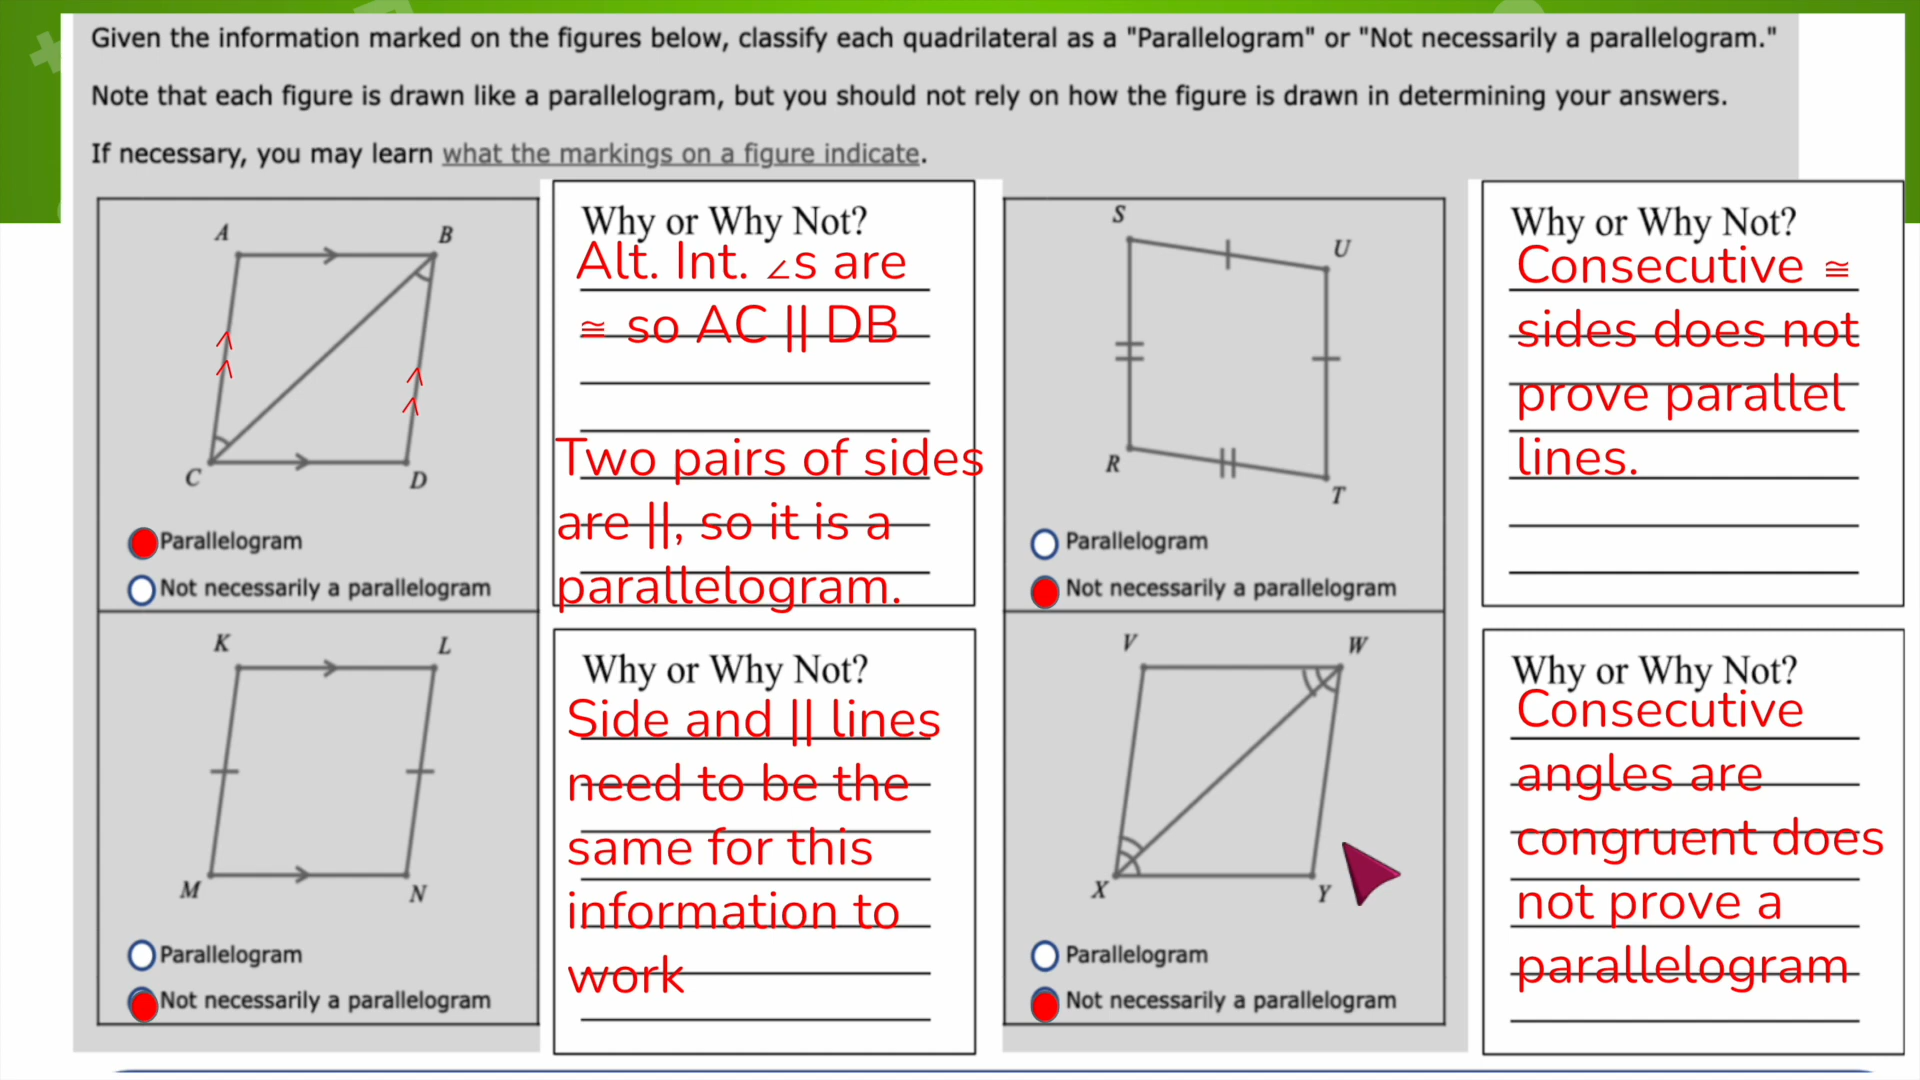 Given the information marked on the figures below, classify each quadrilateral as a "Parallelogram" or "Not necessarily a parallelogram."
Note that each figure is drawn like a parallelogram, but you should not rely on how the figure is drawn in determining your answers.
If necessary, you may learn what the markings on a figure indicate.
A
B
C
D
Parallelogram
Not necessarily a parallelogram
Why or Why Not?
Alt. Int. ∠s are
≅ so AC || DB
Two pairs of sides
are ||, so it is a
parallelogram.
S
U
R
T
Parallelogram
Not necessarily a parallelogram
Why or Why Not?
Consecutive ≅
sides does not
prove parallel
lines.
K
L
M
N
Parallelogram
Not necessarily a parallelogram
Why or Why Not?
Side and || lines
need to be the
same for this
information to
work
V
W
X
Y
Parallelogram
Not necessarily a parallelogram
Why or Why Not?
Consecutive
angles are
congruent does
not prove a
parallelogram